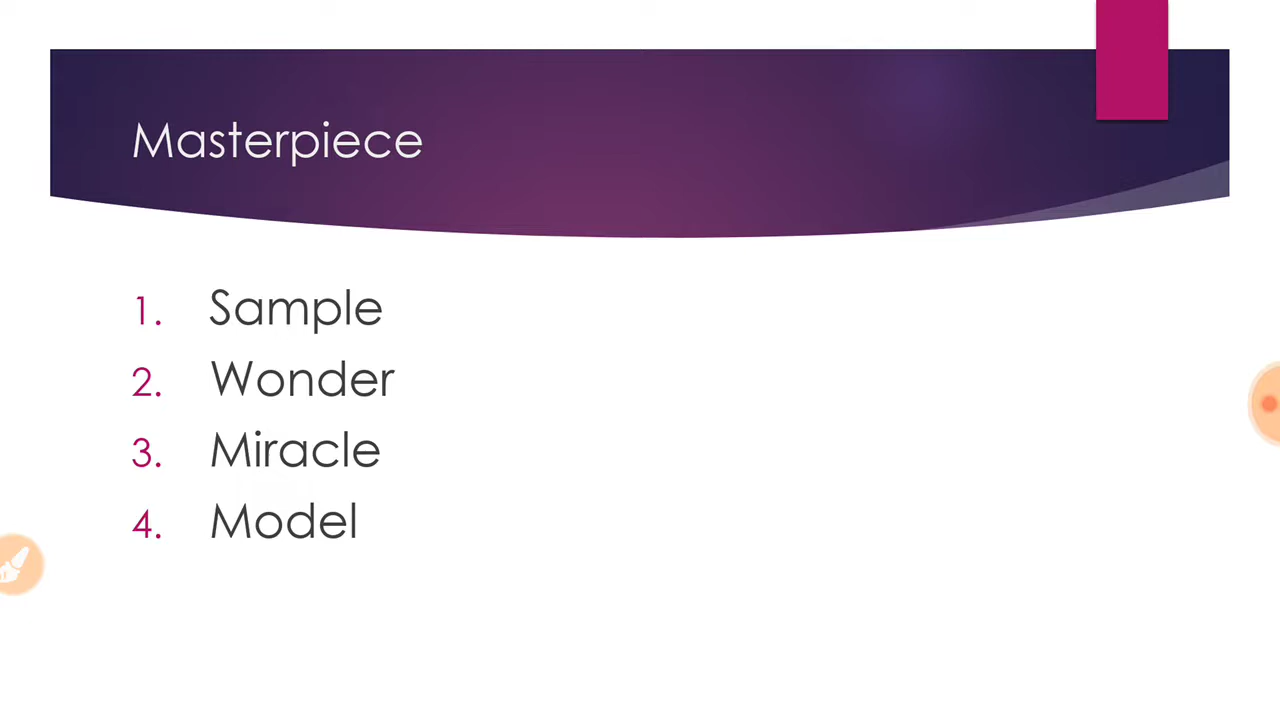 Masterpiece
1. Sample
2. Wonder
3. Miracle
4. Model